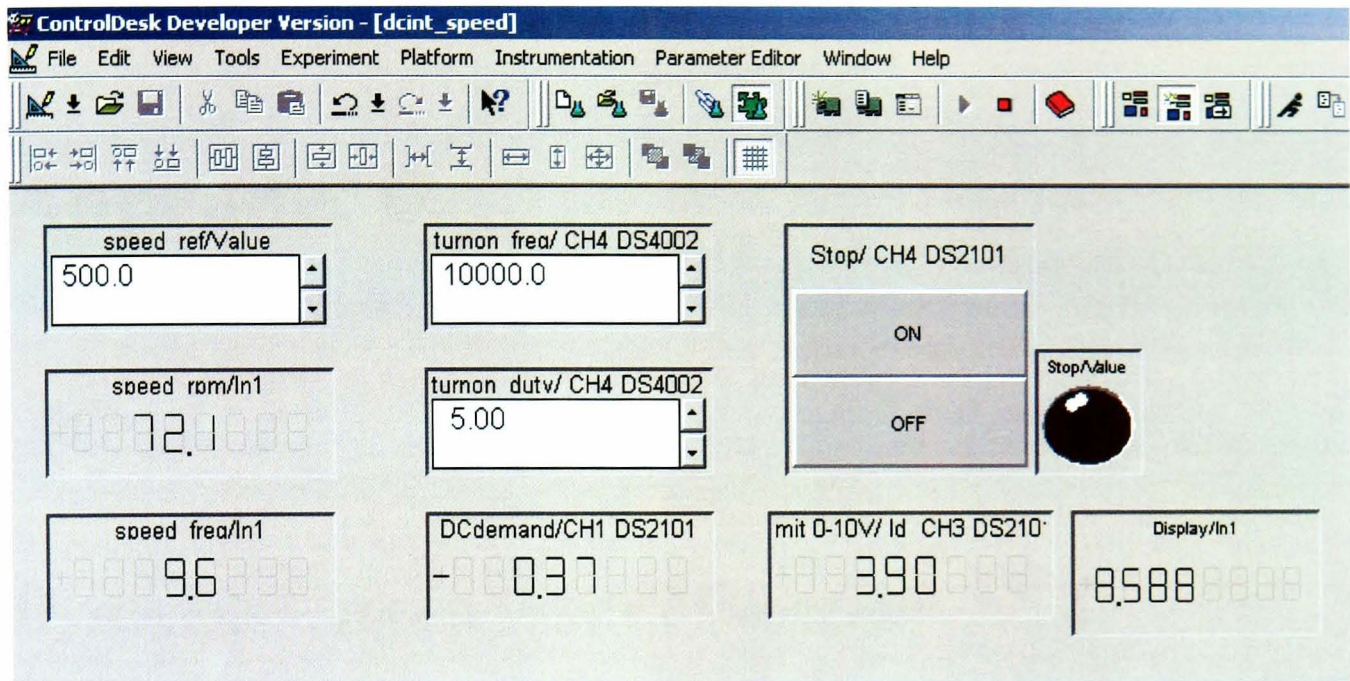 ControlDesk Developer Version - [dcint_speed]
File Edit View Tools Experiment Platform Instrumentation Parameter Editor Window Help
speed ref/Value
500.0
turnon freq/ CH4 DS4002
10000.0
Stop/ CH4 DS2101
ON
OFF
Stop/Value
speed rpm/In1
72.1
turnon duty/ CH4 DS4002
5.00
speed freq/In1
9.6
DCdemand/CH1 DS2101
- 0.37
mit 0-10V/ Id CH3 DS210
3.90
Display/In1
8.588